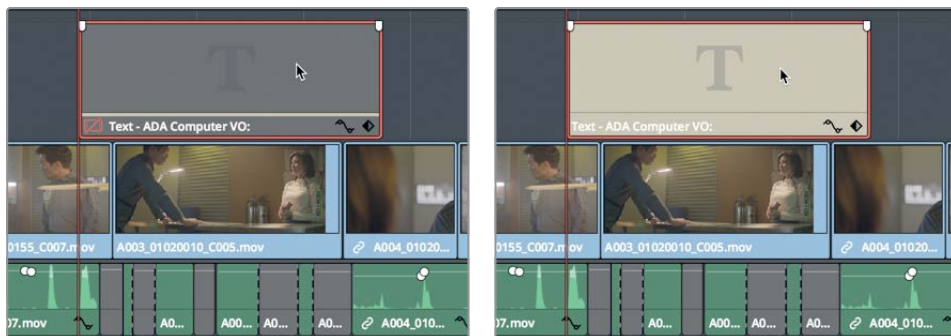 T
Text - ADA Computer VO:
0155_C007.mov
A003_01020010_C005.mov
A004_01020...
07.mov
A0...
A00...
A0...
A0...
A004_010...
T
Text - ADA Computer VO:
0155_C007.mov
A003_01020010_C005.mov
A004_0102...
07.mov
A0...
A00...
A0...
A0...
A004_010...